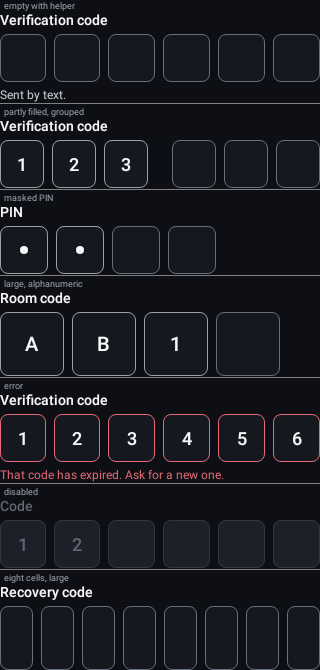 empty with helper
Verification code
Sent by text.
partly filled, grouped
Verification code
1 2 3
masked PIN
PIN
large, alphanumeric
Room code
A B 1
error
Verification code
1 2 3 4 5 6
That code has expired. Ask for a new one.
disabled
Code
1 2
eight cells, large
Recovery code